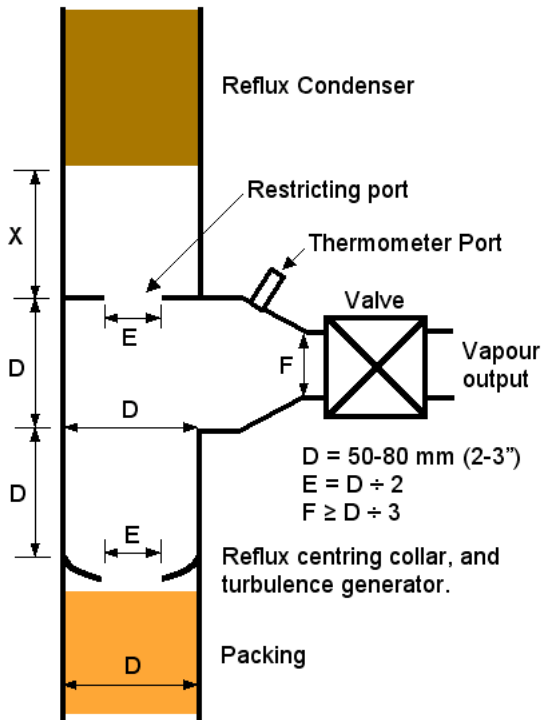 Reflux Condenser
Restricting port
X
Thermometer Port
Valve
E
D
F
Vapour
output
D
D
D = 50-80 mm (2-3”)
E = D ÷ 2
F ≥ D ÷ 3
E
Reflux centring collar, and
turbulence generator.
Packing
D